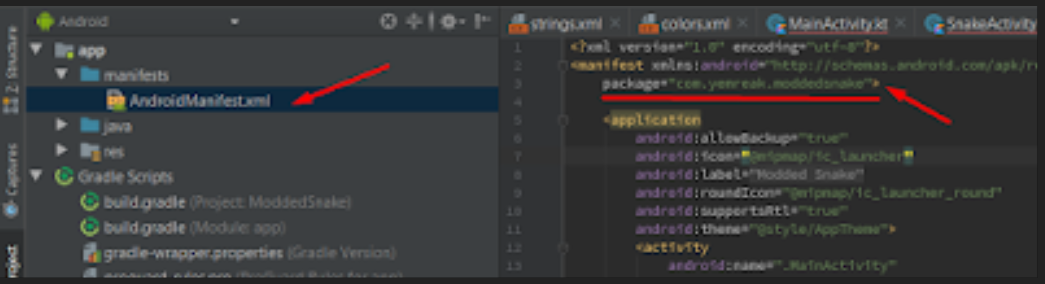 Android
app
manifests
AndroidManifest.xml
java
res
Gradle Scripts
build.gradle (Project: ModdedSnake)
build.gradle (Module: app)
gradle-wrapper.properties (Gradle Version)
2: Structure
Captures
strings.xml
colors.xml
MainActivity.kt
SnakeActivity
1 <?xml version="1.0" encoding="utf-8"?>
2 <manifest xmlns:android="http://schemas.android.com/apk/r
3 package="com.yemreak.moddedsnake">
4
5 <application
6 android:allowBackup="true"
7 android:icon="@mipmap/ic_launcher"
8 android:label="Modded Snake"
9 android:roundIcon="@mipmap/ic_launcher_round"
10 android:supportsRtl="true"
11 android:theme="@style/AppTheme">
12 <activity
13 android:name=".MainActivity"